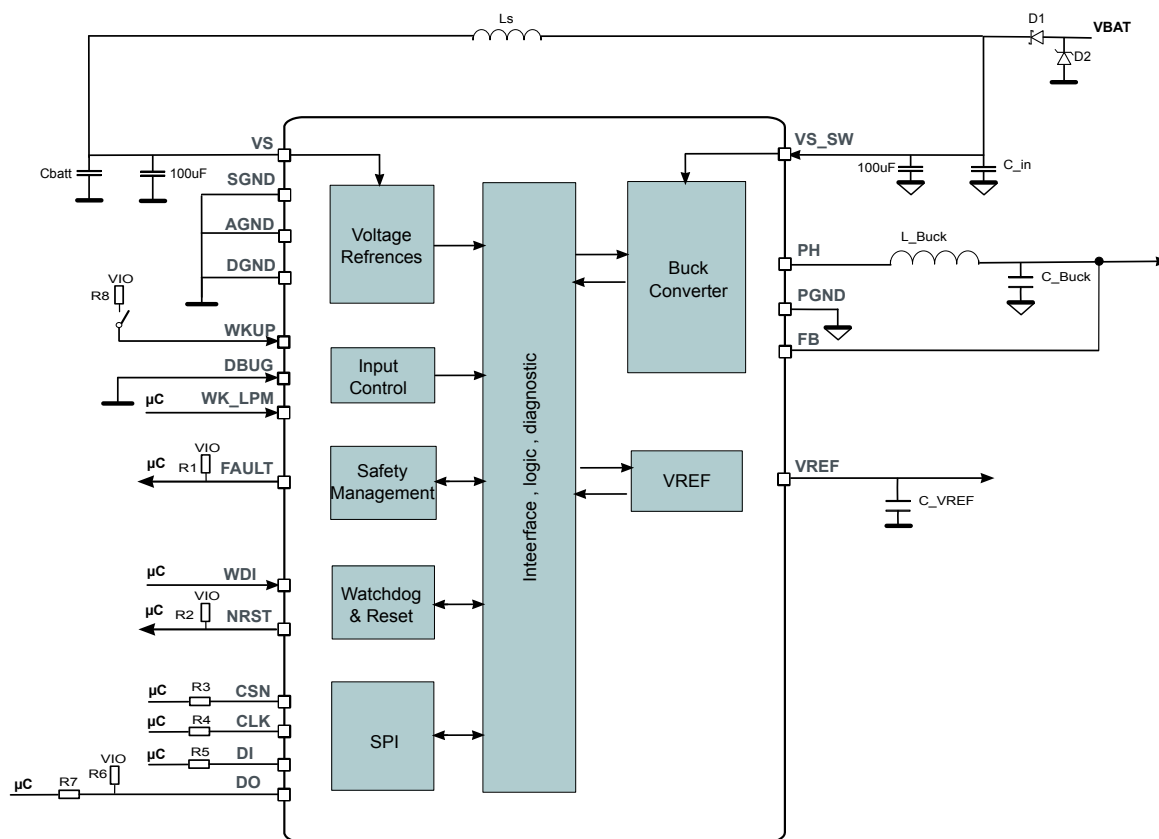 Ls
D1
VBAT
D2
VS
VS_SW
Cbatt
100uF
SGND
100uF
C_in
AGND
Voltage
Refrences
DGND
Buck
Converter
PH
L_Buck
C_Buck
VIO
R8
PGND
WKUP
FB
DBUG
Input
Control
WK_LPM
µC
Inteerface , logic , diagnostic
VIO
µC
R1
FAULT
Safety
Management
VREF
VREF
C_VREF
µC
WDI
Watchdog
& Reset
VIO
µC
R2
NRST
µC
R3
CSN
µC
R4
CLK
SPI
µC
R5
DI
VIO
R6
µC
R7
DO